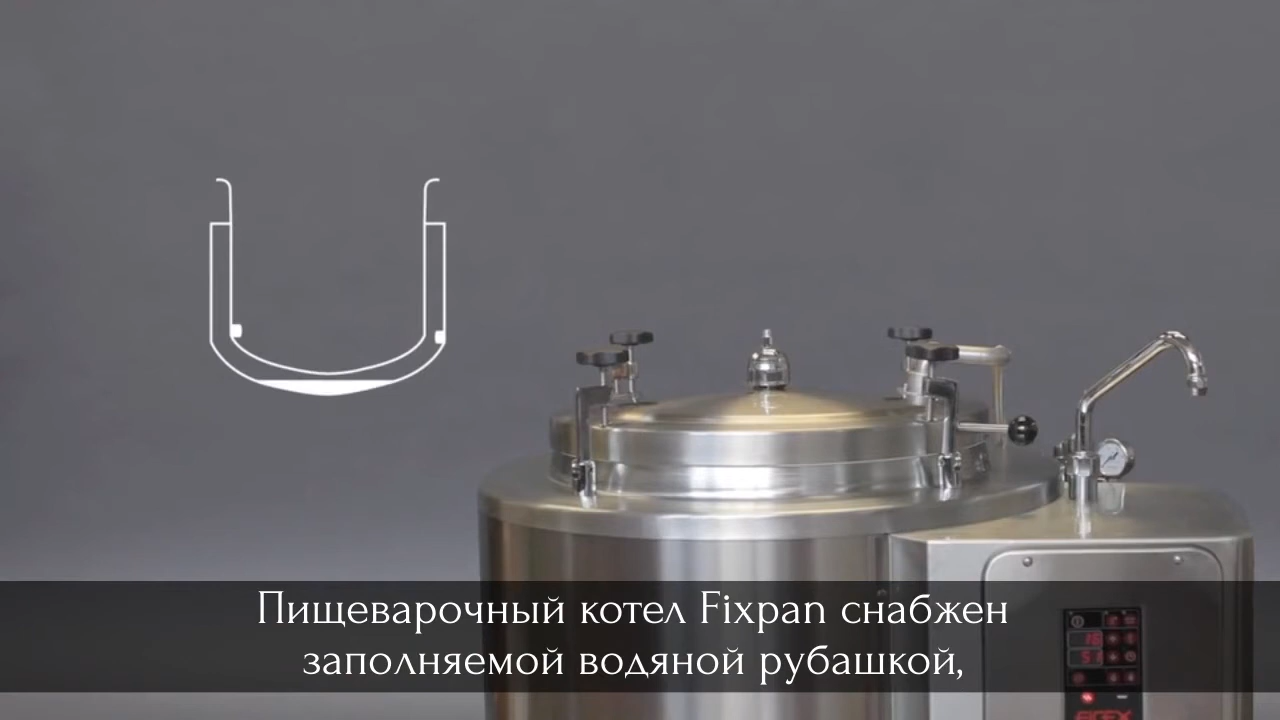 Пищеварочный котел Fixpan снабжен
заполняемой водяной рубашкой,